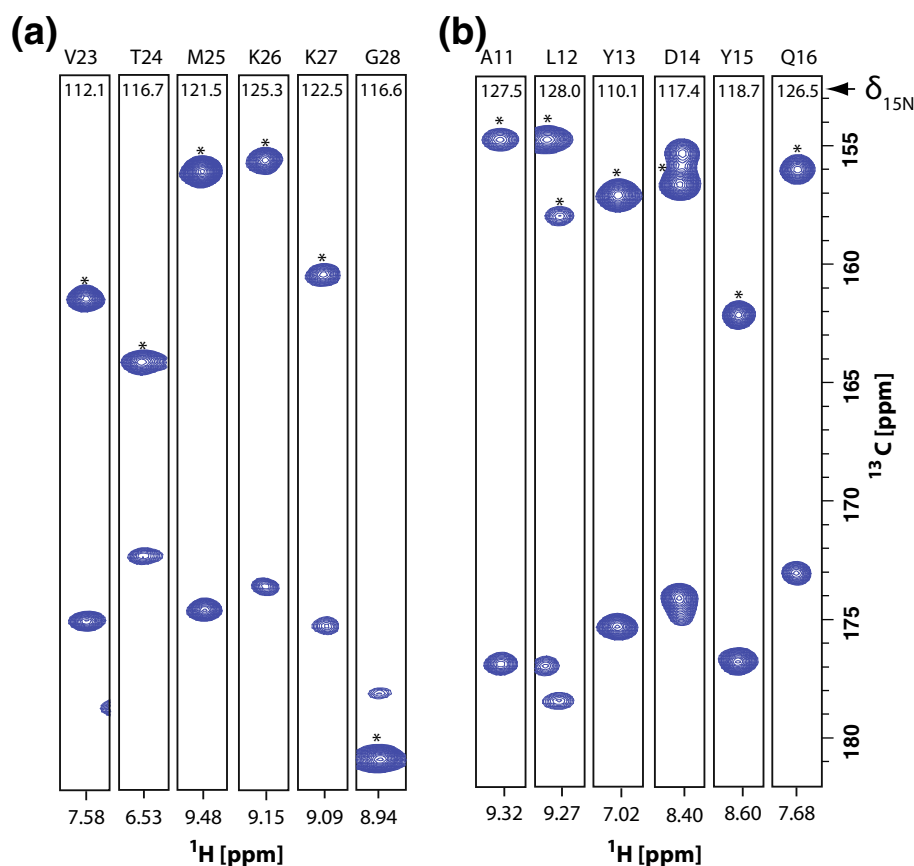 (a) (b)
V23 T24 M25 K26 K27 G28 A11 L12 Y13 D14 Y15 Q16
112.1 116.7 121.5 125.3 122.5 116.6 127.5 128.0 110.1 117.4 118.7 126.5 δ15N
* * * * * * * * * * * * *
155
160
165
170
175
180
13C [ppm]
7.58 6.53 9.48 9.15 9.09 8.94 9.32 9.27 7.02 8.40 8.60 7.68
1H [ppm] 1H [ppm]